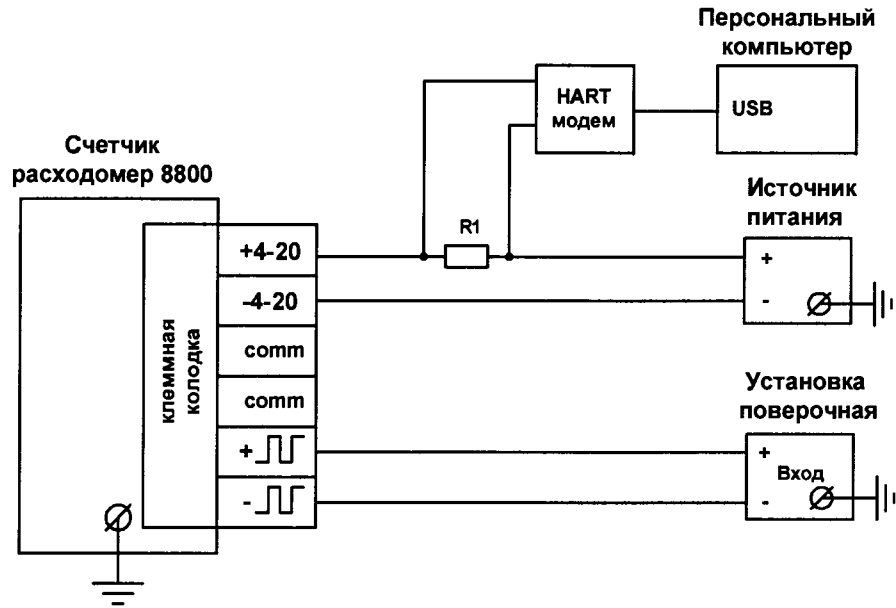 Персональный
компьютер
HART
модем
USB
Счетчик
расходомер 8800
Источник
питания
R1
+4-20
+
-4-20
-
клеммная
колодка
comm
comm
Установка
поверочная
+
+
Вход
-
-